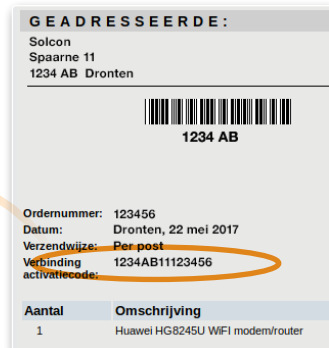 GEADRESSEERDE:
Solcon
Spaarne 11
1234 AB Dronten
1234 AB
Ordernummer: 123456
Datum: Dronten, 22 mei 2017
Verzendwijze: Per post
Verbinding activatiecode: 1234AB11123456
Aantal Omschrijving
1 Huawei HG8245U WiFI modem/router